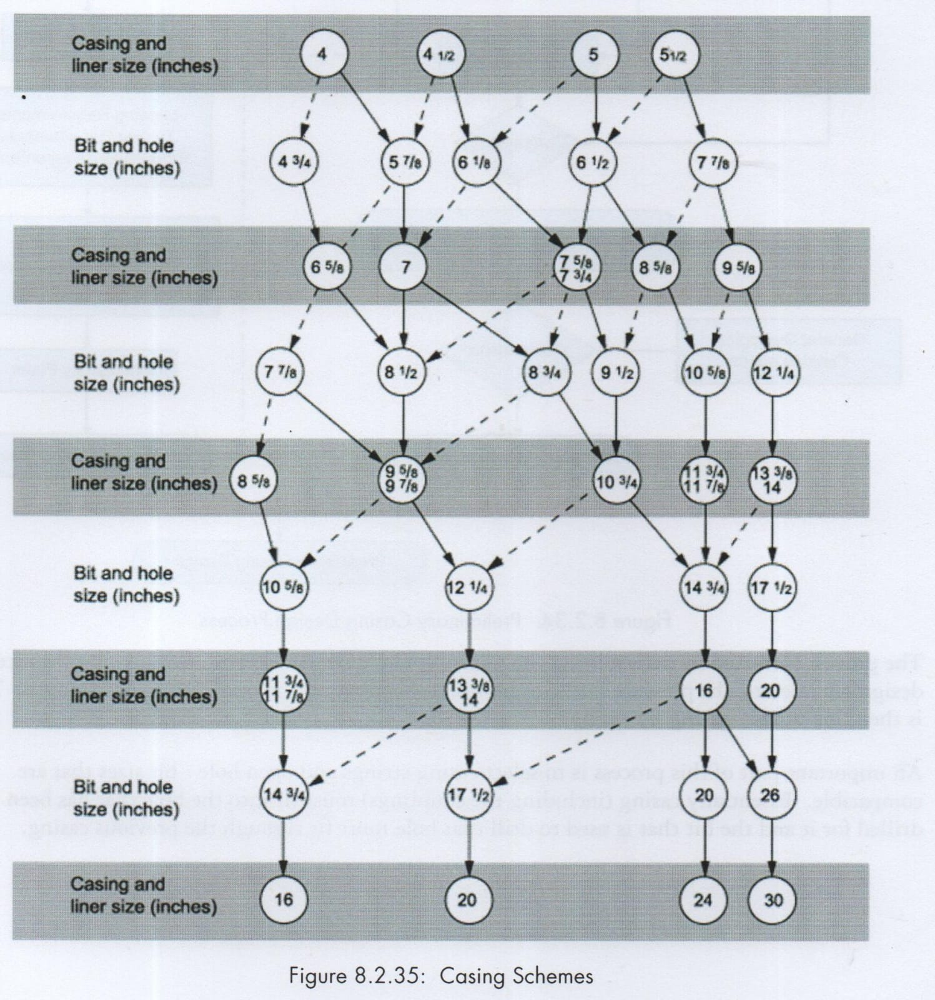 Casing and
liner size (inches)
4
4 1/2
5
5 1/2
Bit and hole
size (inches)
4 3/4
5 7/8
6 1/8
6 1/2
7 7/8
Casing and
liner size (inches)
6 5/8
7
7 5/8
7 3/4
8 5/8
9 5/8
Bit and hole
size (inches)
7 7/8
8 1/2
8 3/4
9 1/2
10 5/8
12 1/4
Casing and
liner size (inches)
8 5/8
9 5/8
9 7/8
10 3/4
11 3/4
11 7/8
13 3/8
14
Bit and hole
size (inches)
10 5/8
12 1/4
14 3/4
17 1/2
Casing and
liner size (inches)
11 3/4
11 7/8
13 3/8
14
16
20
Bit and hole
size (inches)
14 3/4
17 1/2
20
26
Casing and
liner size (inches)
16
20
24
30
Figure 8.2.35: Casing Schemes